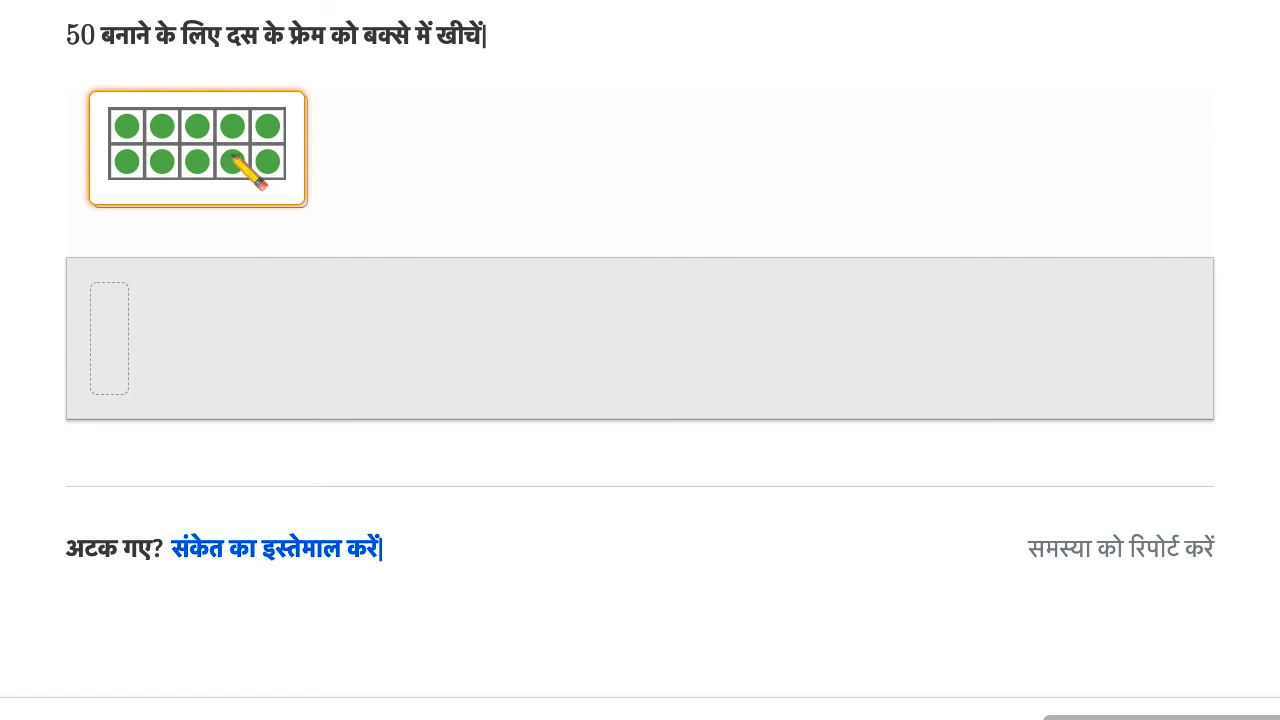 50 बनाने के लिए दस के फ्रेम को बक्से में खीचें|
अटक गए? संकेत का इस्तेमाल करें|
समस्या को रिपोर्ट करें